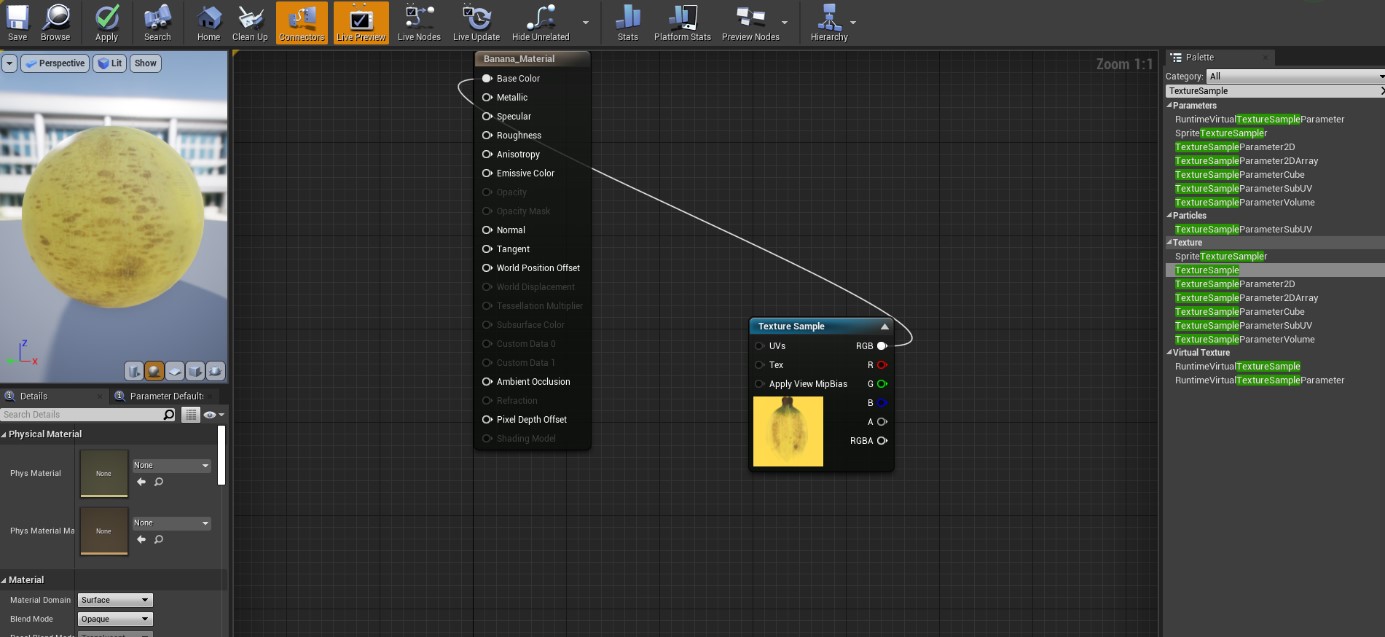 Save Browse Apply Search Home Clean Up Connectors Live Preview Live Nodes Live Update Hide Unrelated Stats Platform Stats Preview Nodes Hierarchy
Perspective Lit Show
Z
X
Details Parameter Defaults
Search Details
Physical Material
Phys Material
None
None
Phys Material Ma
None
None
Material
Material Domain Surface
Blend Mode Opaque
Zoom 1:1
Banana_Material
Base Color
Metallic
Specular
Roughness
Anisotropy
Emissive Color
Opacity
Opacity Mask
Normal
Tangent
World Position Offset
World Displacement
Tessellation Multiplier
Subsurface Color
Custom Data 0
Custom Data 1
Ambient Occlusion
Refraction
Pixel Depth Offset
Shading Model
Texture Sample
UVs RGB
Tex R
Apply View MipBias G
B
A
RGBA
Palette
Category: All
TextureSample
Parameters
RuntimeVirtualTextureSampleParameter
SpriteTextureSampler
TextureSampleParameter2D
TextureSampleParameter2DArray
TextureSampleParameterCube
TextureSampleParameterSubUV
TextureSampleParameterVolume
Particles
TextureSampleParameterSubUV
Texture
SpriteTextureSampler
TextureSample
TextureSampleParameter2D
TextureSampleParameter2DArray
TextureSampleParameterCube
TextureSampleParameterSubUV
TextureSampleParameterVolume
Virtual Texture
RuntimeVirtualTextureSample
RuntimeVirtualTextureSampleParameter